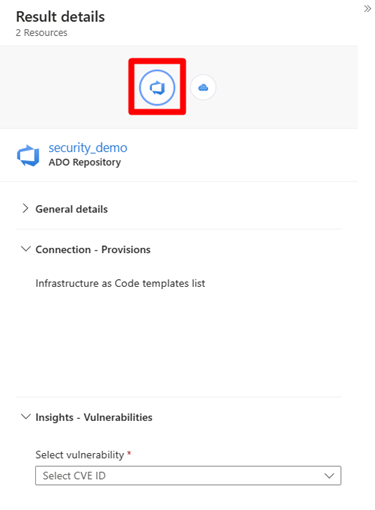 Result details
2 Resources
security_demo
ADO Repository
General details
Connection - Provisions
Infrastructure as Code templates list
Insights - Vulnerabilities
Select vulnerability *
Select CVE ID